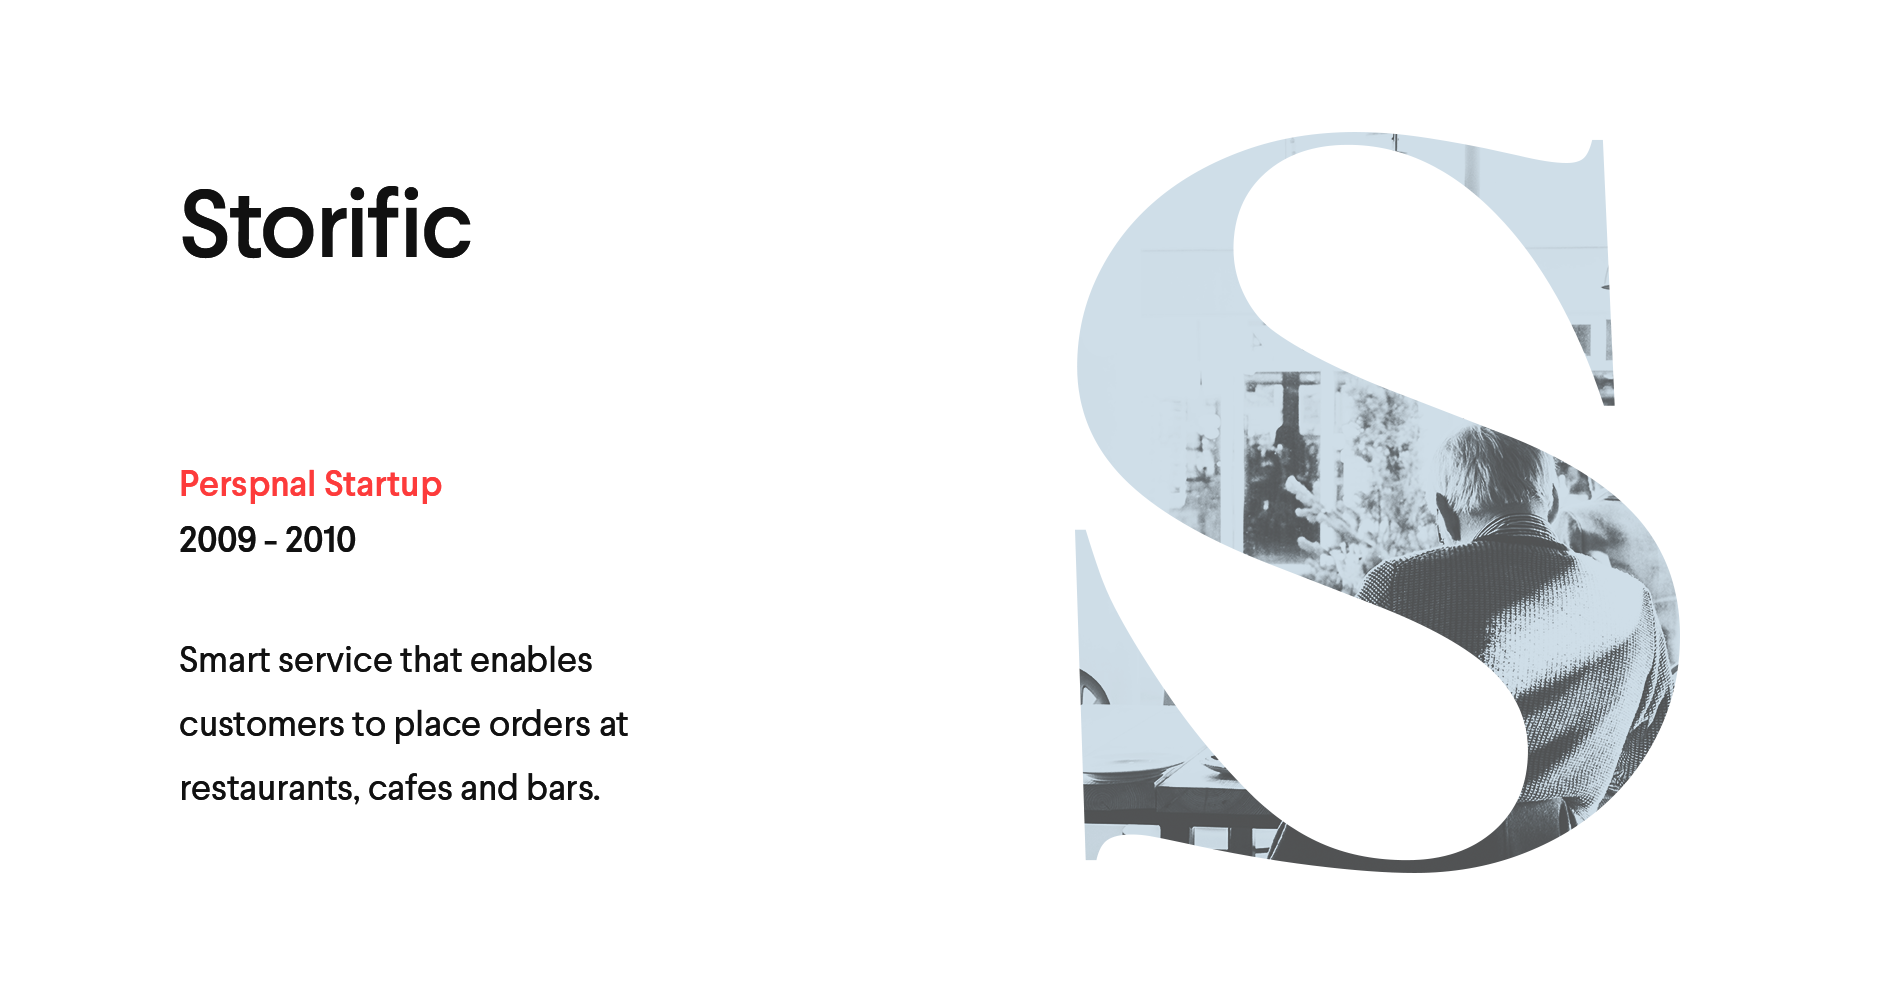 Storific
Perspnal Startup
2009 - 2010
Smart service that enables
customers to place orders at
restaurants, cafes and bars.
S